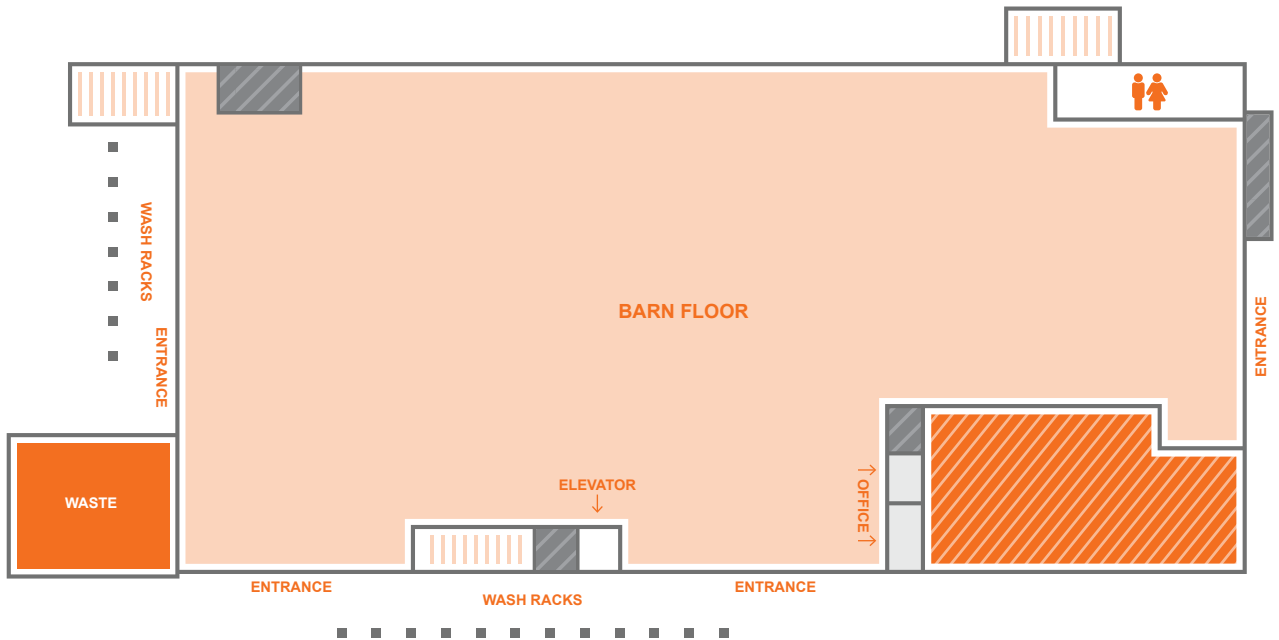 WASH RACKS
ENTRANCE
BARN FLOOR
ENTRANCE
WASTE
ELEVATOR
OFFICE
ENTRANCE
WASH RACKS
ENTRANCE